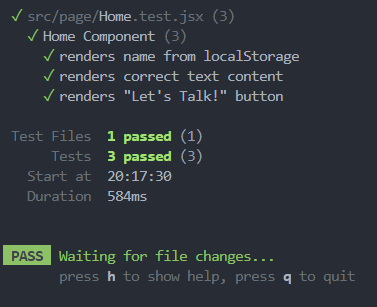 ✓ src/page/Home.test.jsx (3)
✓ Home Component (3)
✓ renders name from localStorage
✓ renders correct text content
✓ renders "Let's Talk!" button
Test Files 1 passed (1)
Tests 3 passed (3)
Start at 20:17:30
Duration 584ms
PASS Waiting for file changes...
press h to show help, press q to quit